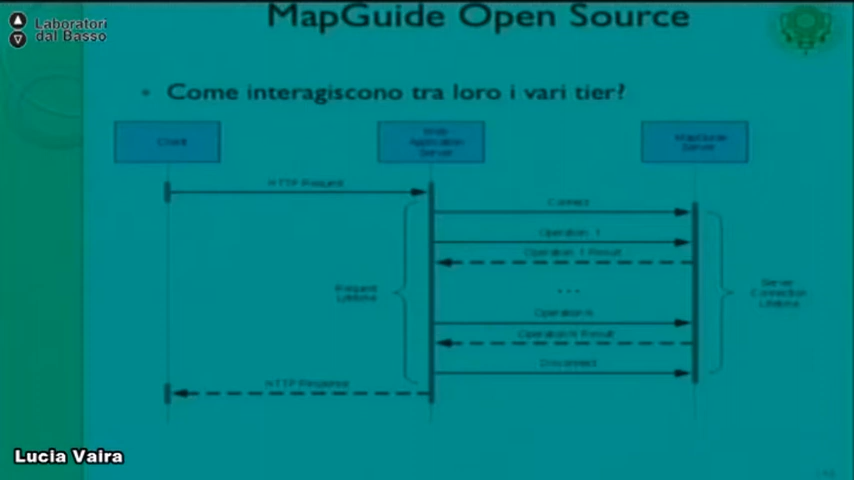 Laboratori
dal Basso
MapGuide Open Source
• Come interagiscono tra loro i vari tier?
Client
Web
Application
Server
MapGuide
Server
HTTP Request
Connect
Operation 1
Operation 1 Result
...
Request
Lifetime
Server
Connection
Lifetime
Operation N
Operation N Result
Disconnect
HTTP Response
Lucia Vaira